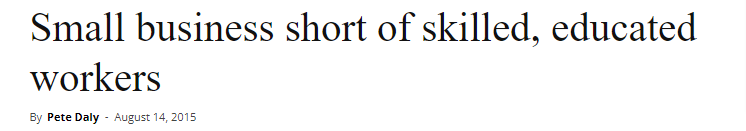 Small business short of skilled, educated
workers
By Pete Daly - August 14, 2015